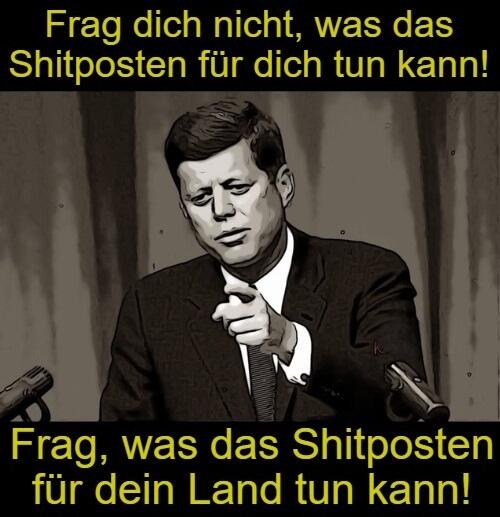 Frag dich nicht, was das
Shitposten für dich tun kann!
Frag, was das Shitposten
für dein Land tun kann!